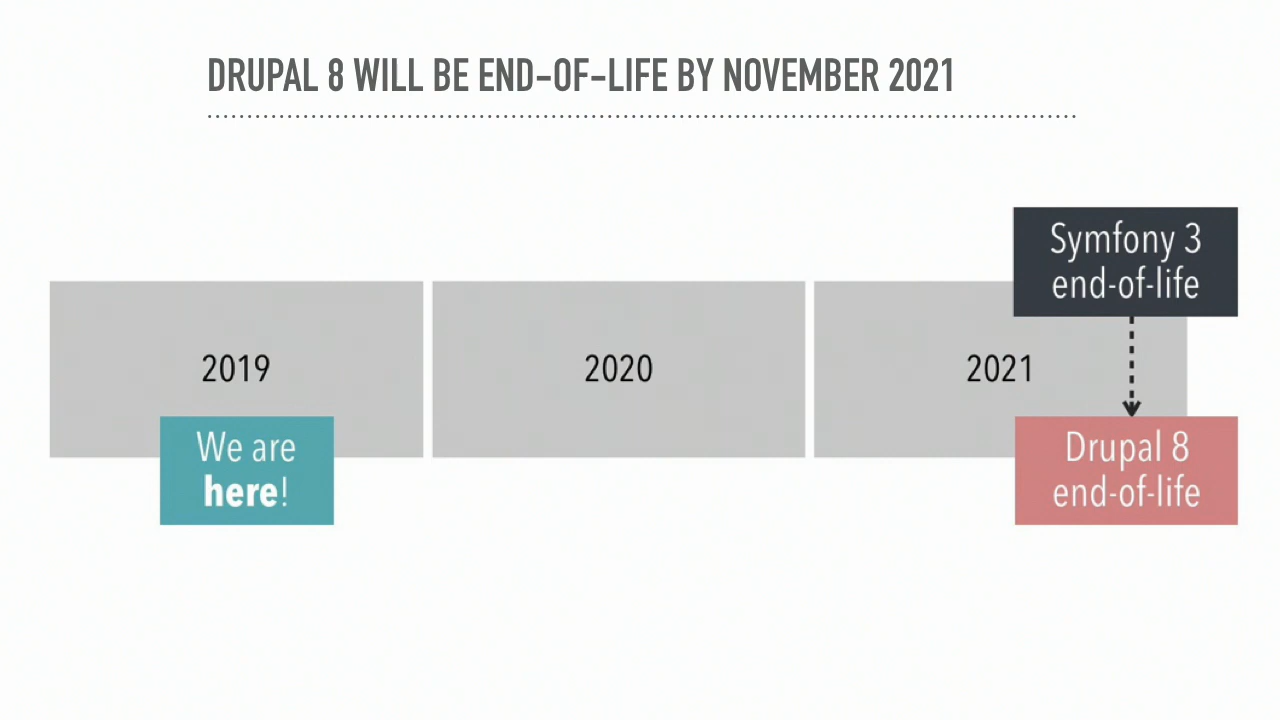 DRUPAL 8 WILL BE END-OF-LIFE BY NOVEMBER 2021
Symfony 3
end-of-life
2019
2020
2021
We are
here!
Drupal 8
end-of-life